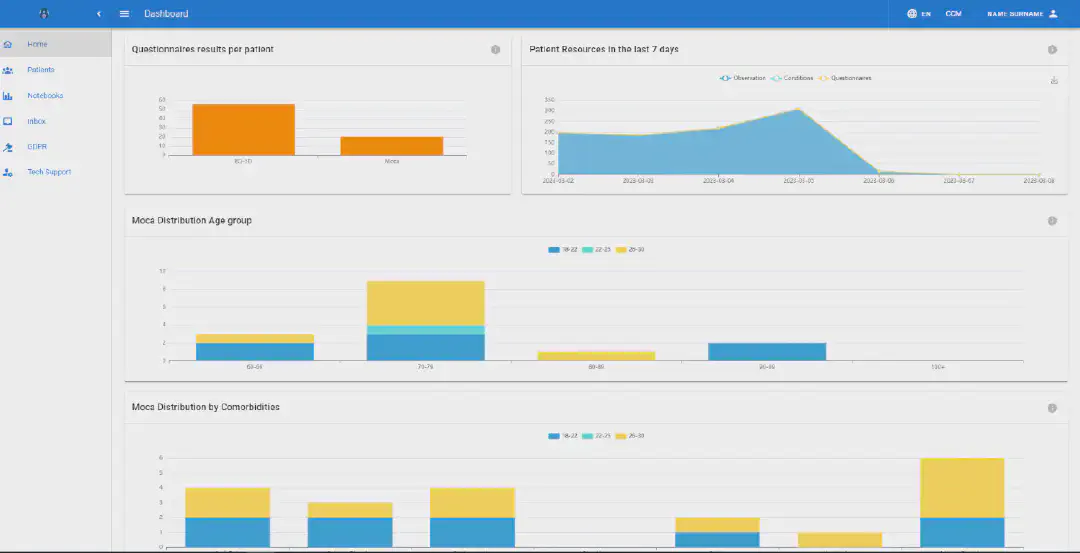 Dashboard
EN
CCM
NAME SURNAME
Home
Patients
Notebooks
Inbox
GDPR
Tech Support
Questionnaires results per patient
60
50
40
30
20
10
0
Moca
Patient Resources in the last 7 days
Observation
Conditions
Questionnaires
350
300
250
200
150
100
50
0
2023-03-02
2023-03-03
2023-03-04
2023-03-05
2023-03-06
2023-03-07
2023-03-08
Moca Distribution Age group
18-22
22-25
26-30
10
8
6
4
2
0
70-79
80-89
90-99
100+
Moca Distribution by Comorbidities
18-22
22-25
26-30
6
5
4
3
2
1
0